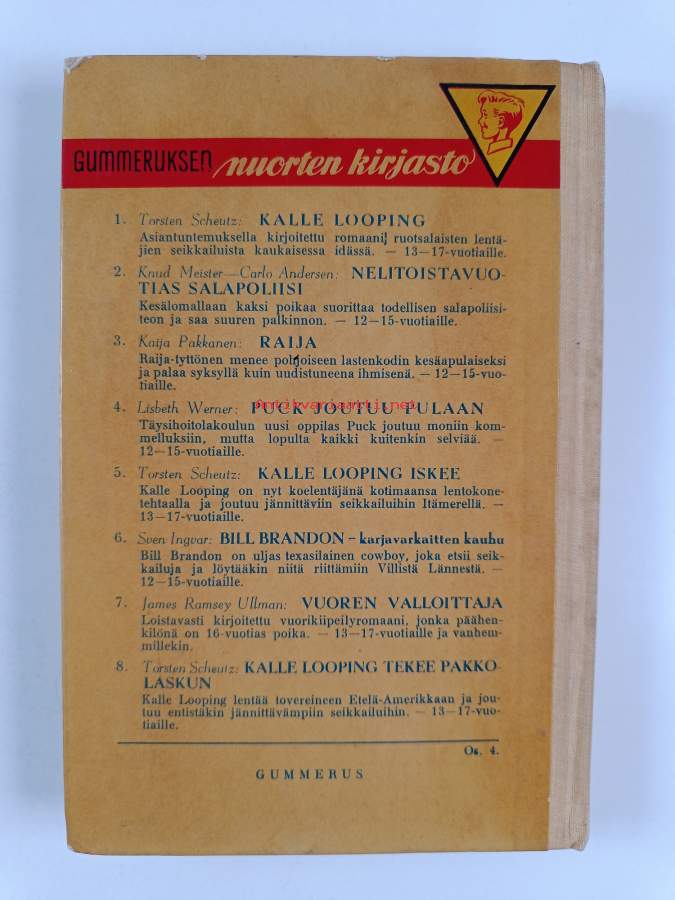 GUMMERUKSEN nuorten kirjasto
1. Torsten Scheutz: KALLE LOOPING
Asiantuntemuksella kirjoitettu romaani ruotsalaisten lentä-
jien seikkailuista kaukaisessa idässä. — 13—17-vuotiaille.
2. Knud Meister—Carlo Andersen: NELITOISTAVUO-
TIAS SALAPOLIISI
Kesälomallaan kaksi poikaa suorittaa todellisen salapoliisi-
teon ja saa suuren palkinnon. — 12—15-vuotiaille.
3. Kaija Pakkanen: RAIJA
Raija-tyttönen menee pohjoiseen lastenkodin kesäapulaiseksi
ja palaa syksyllä kuin uudistuneena ihmisenä. — 12—15-vuo-
tiaille.
Antikvariaatti.net
4. Lisbeth Werner: PUCK JOUTUU PULAAN
Täysihoitolakoulun uusi oppilas Puck joutuu moniin kom-
melluksiin, mutta lopulta kaikki kuitenkin selviää. —
12—15-vuotiaille.
5. Torsten Scheutz: KALLE LOOPING ISKEE
Kalle Looping on nyt koelentäjänä kotimaansa lentokone-
tehtaalla ja joutuu jännittäviin seikkailuihin Itämerellä. —
13—17-vuotiaille.
6. Sven Ingvar: BILL BRANDON – karjavarkaitten kauhu
Bill Brandon on uljas texasilainen cowboy, joka etsii seik-
kailuja ja löytääkin niitä riittämiin Villistä Lännestä. —
12—15-vuotiaille.
7. James Ramsey Ullman: VUOREN VALLOITTAJA
Loistavasti kirjoitettu vuorikiipeilyromaani, jonka päähen-
kilönä on 16-vuotias poika. — 13—17-vuotiaille ja vanhem-
millekin.
8. Torsten Scheutz: KALLE LOOPING TEKEE PAKKO-
LASKUN
Kalle Looping lentää tovereineen Etelä-Amerikkaan ja jou-
tuu entistäkin jännittävämpiin seikkailuihin. — 13—17-vuo-
tiaille.
Os. 4.
GUMMERUS